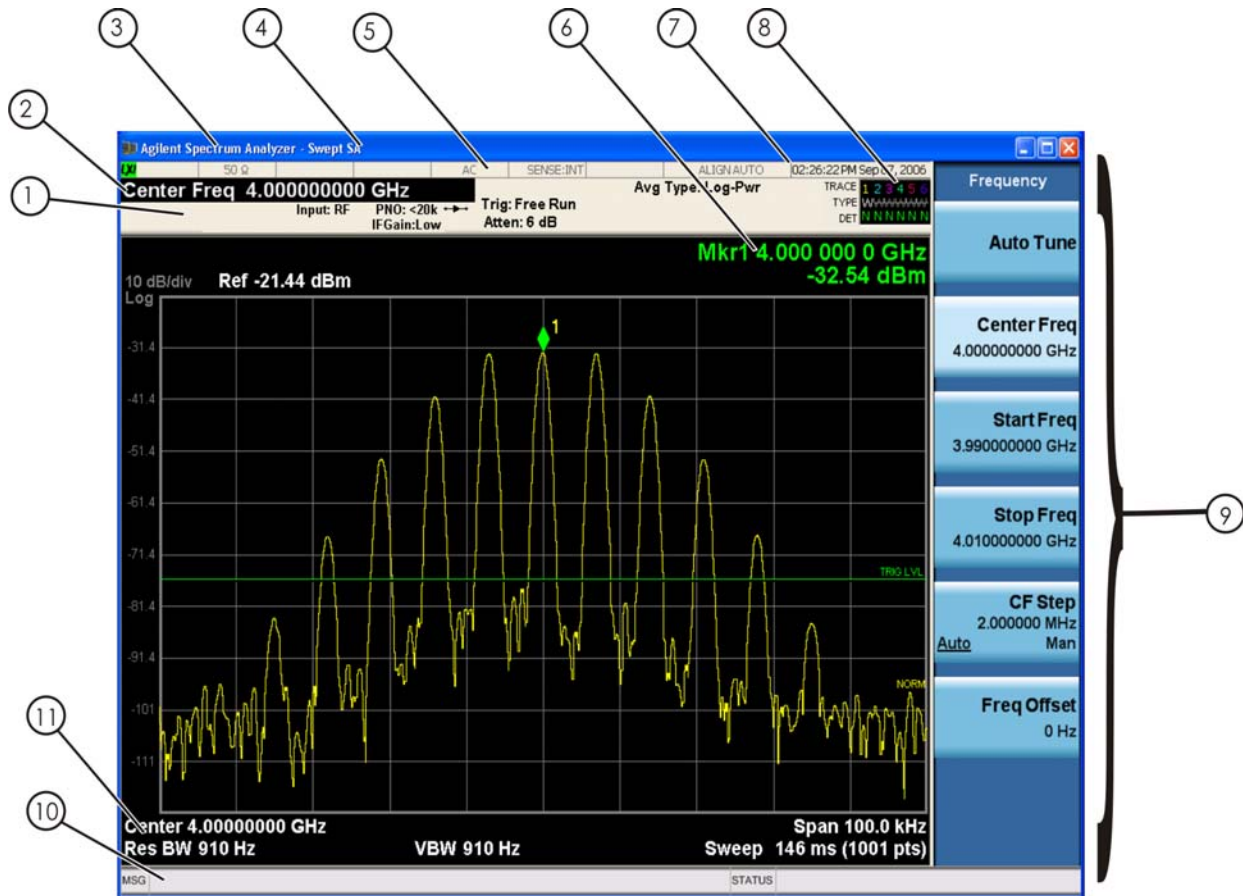 3 4 5 6 7 8
2
1
Agilent Spectrum Analyzer - Swept SA
LXI 50 Ω AC SENSE:INT ALIGN AUTO 02:26:22 PM Sep 07, 2006
Center Freq 4.000000000 GHz
Input: RF PNO: <20k Trig: Free Run Avg Type: Log-Pwr
IFGain:Low Atten: 6 dB
TRACE 1 2 3 4 5 6
TYPE
DET N N N N N N
Mkr1 4.000 000 0 GHz
-32.54 dBm
10 dB/div Ref -21.44 dBm
Log
1
-31.4
-41.4
-51.4
-61.4
-71.4
TRIG LVL
-81.4
-91.4
NORM
-101
-111
Center 4.00000000 GHz Span 100.0 kHz
Res BW 910 Hz VBW 910 Hz Sweep 146 ms (1001 pts)
MSG STATUS
Frequency
Auto Tune
Center Freq
4.000000000 GHz
Start Freq
3.990000000 GHz
Stop Freq
4.010000000 GHz
CF Step
2.000000 MHz
Auto Man
Freq Offset
0 Hz
9
11
10